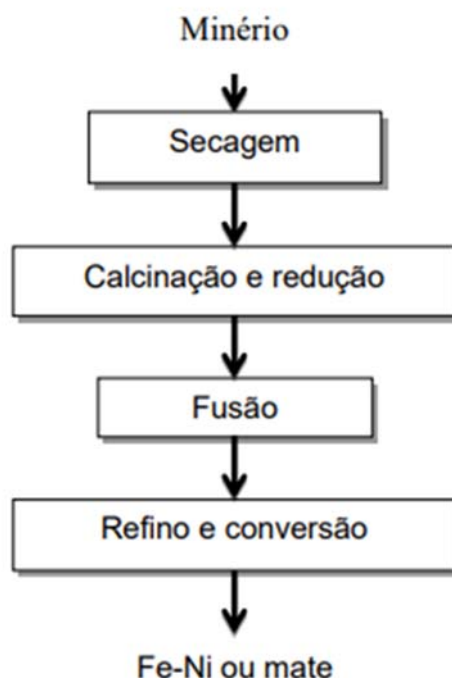 Minério
Secagem
Calcinação e redução
Fusão
Refino e conversão
Fe-Ni ou mate